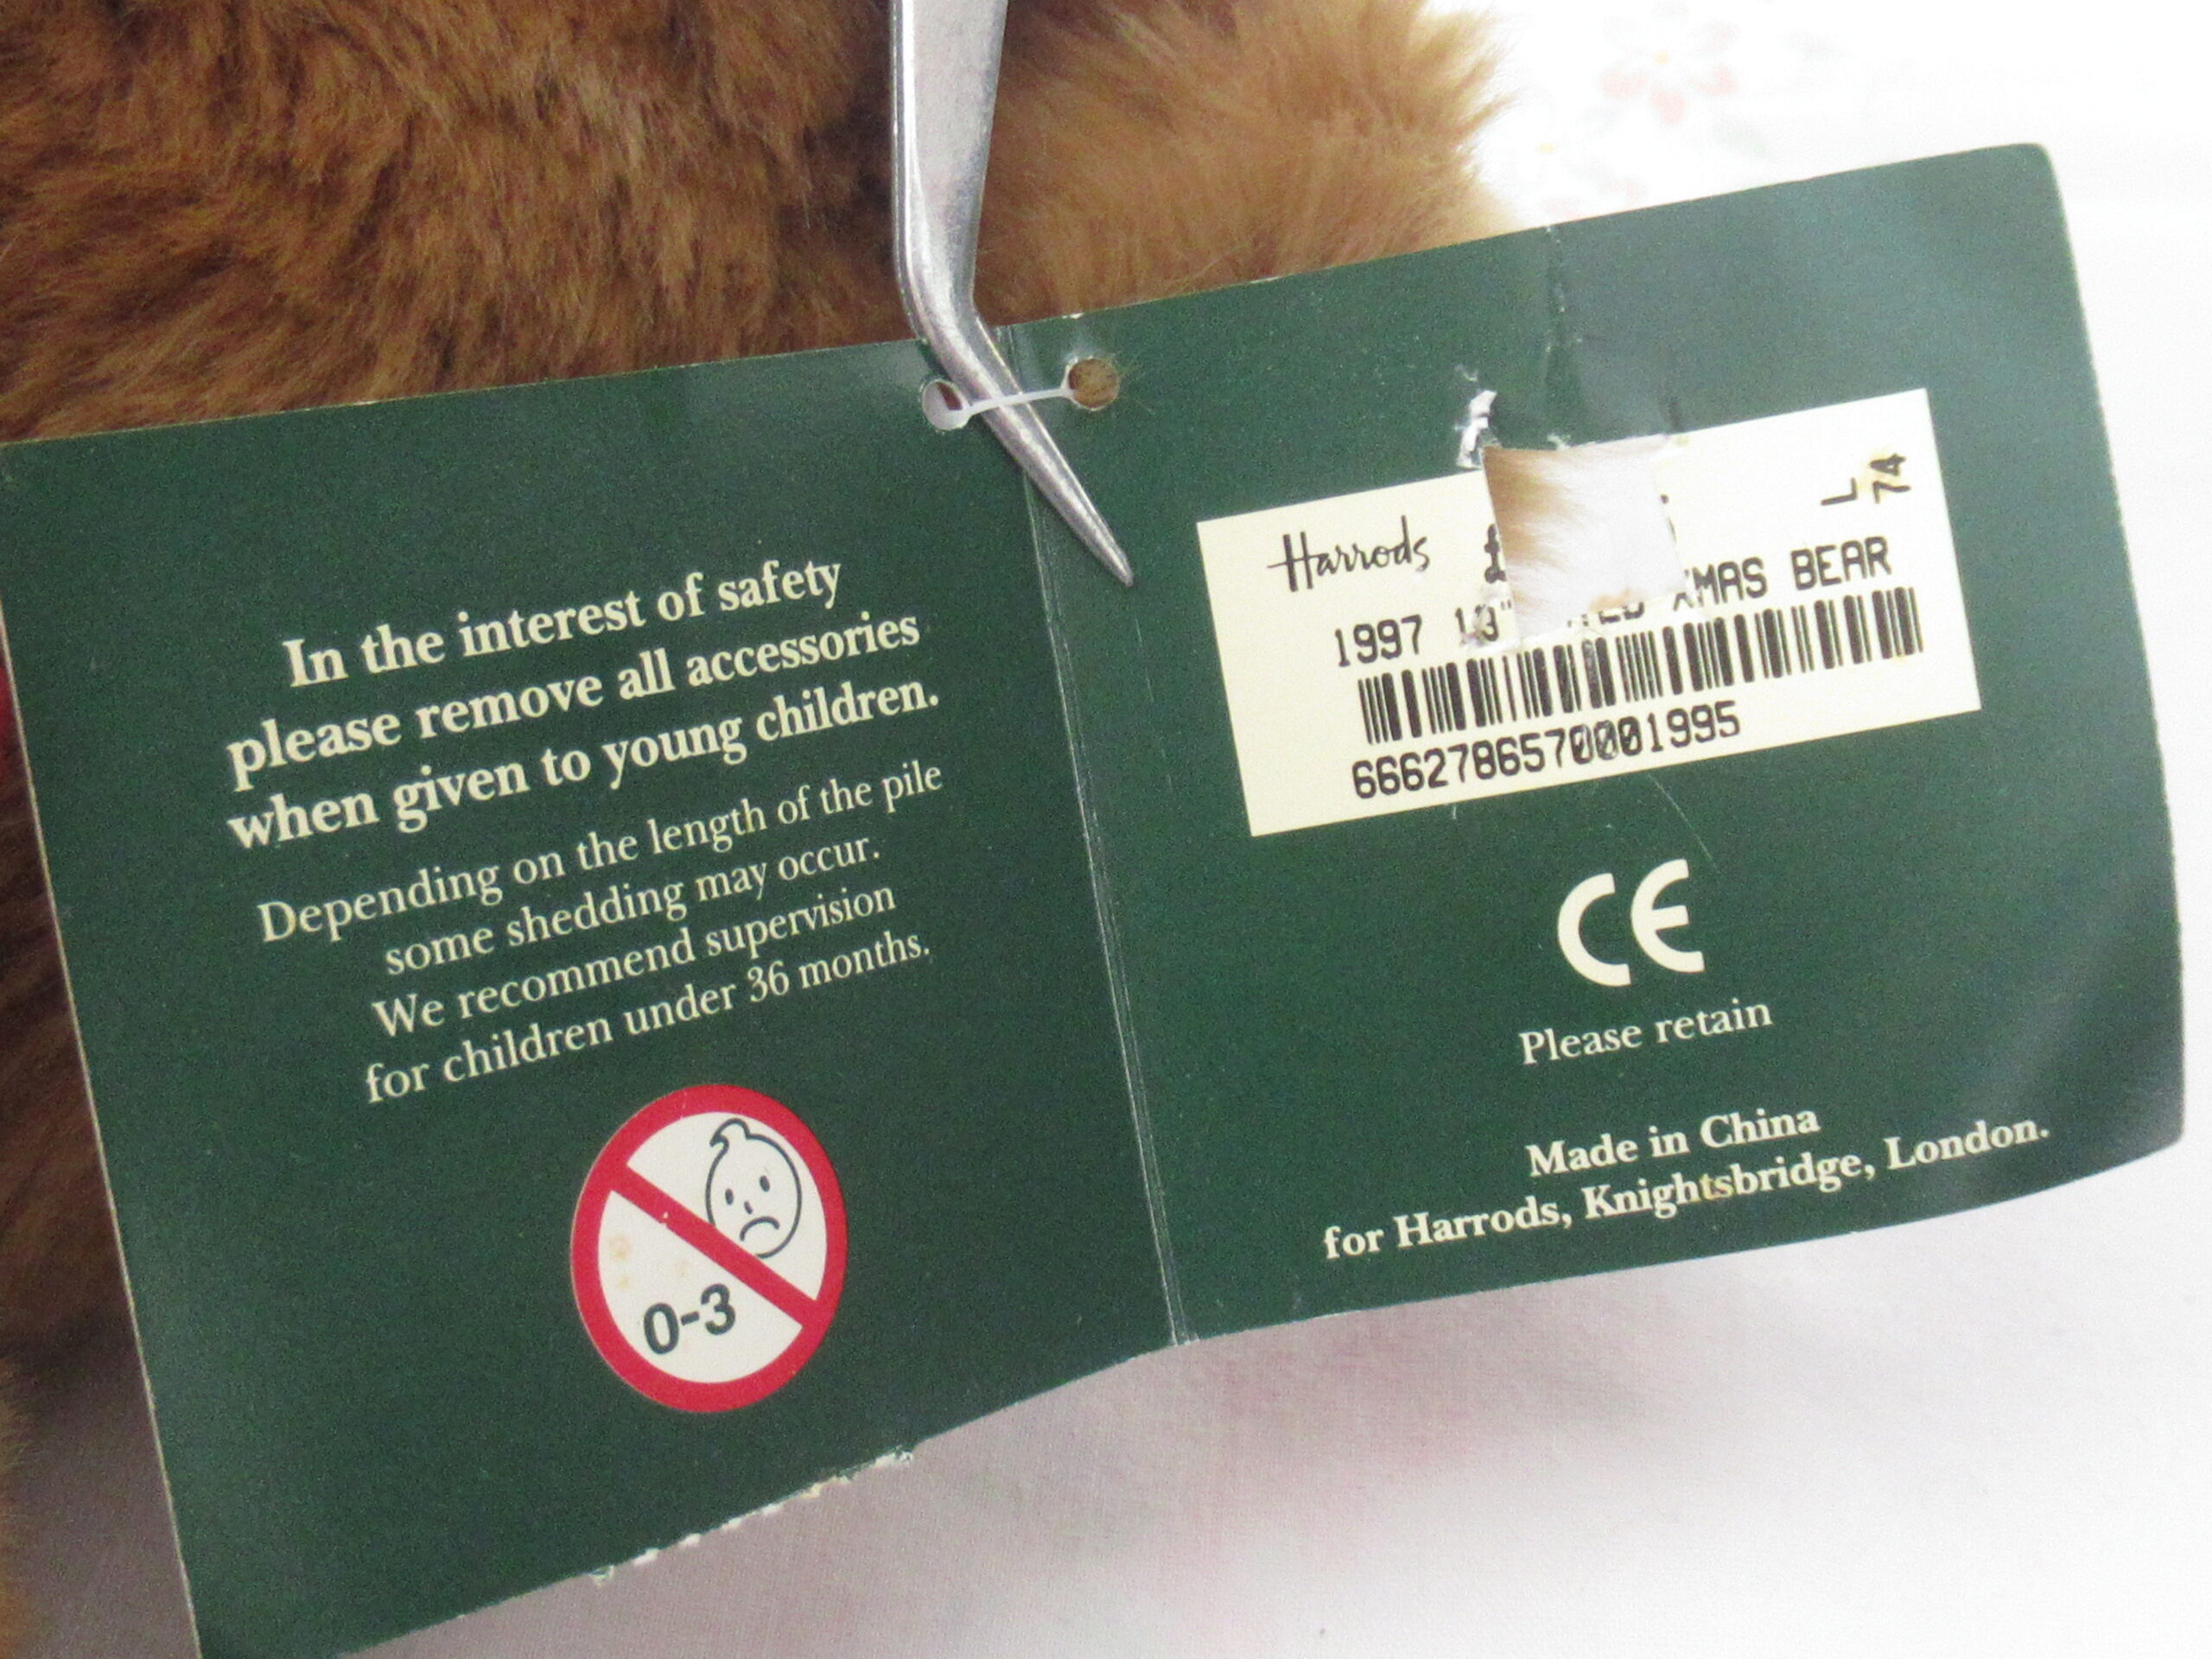 In the interest of safety
please remove all accessories
when given to young children.
Depending on the length of the pile
some shedding may occur.
We recommend supervision
for children under 36 months.
0-3
Harrods £
L
74
1997 13" XMAS BEAR
6662786570001995
CE
Please retain
Made in China
for Harrods, Knightsbridge, London.